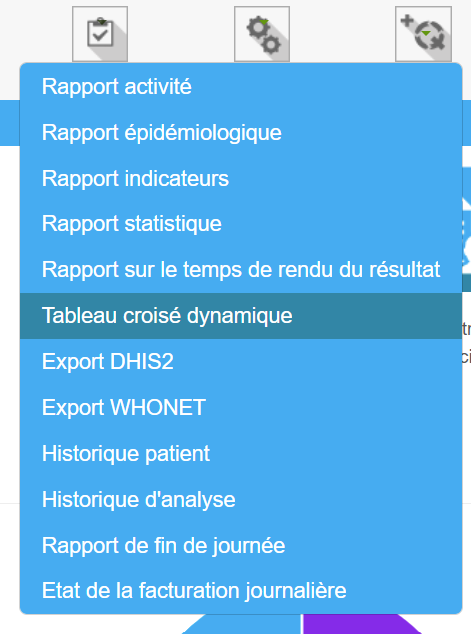 Rapport activité
Rapport épidémiologique
Rapport indicateurs
Rapport statistique
Rapport sur le temps de rendu du résultat
Tableau croisé dynamique
Export DHIS2
Export WHONET
Historique patient
Historique d'analyse
Rapport de fin de journée
Etat de la facturation journalière